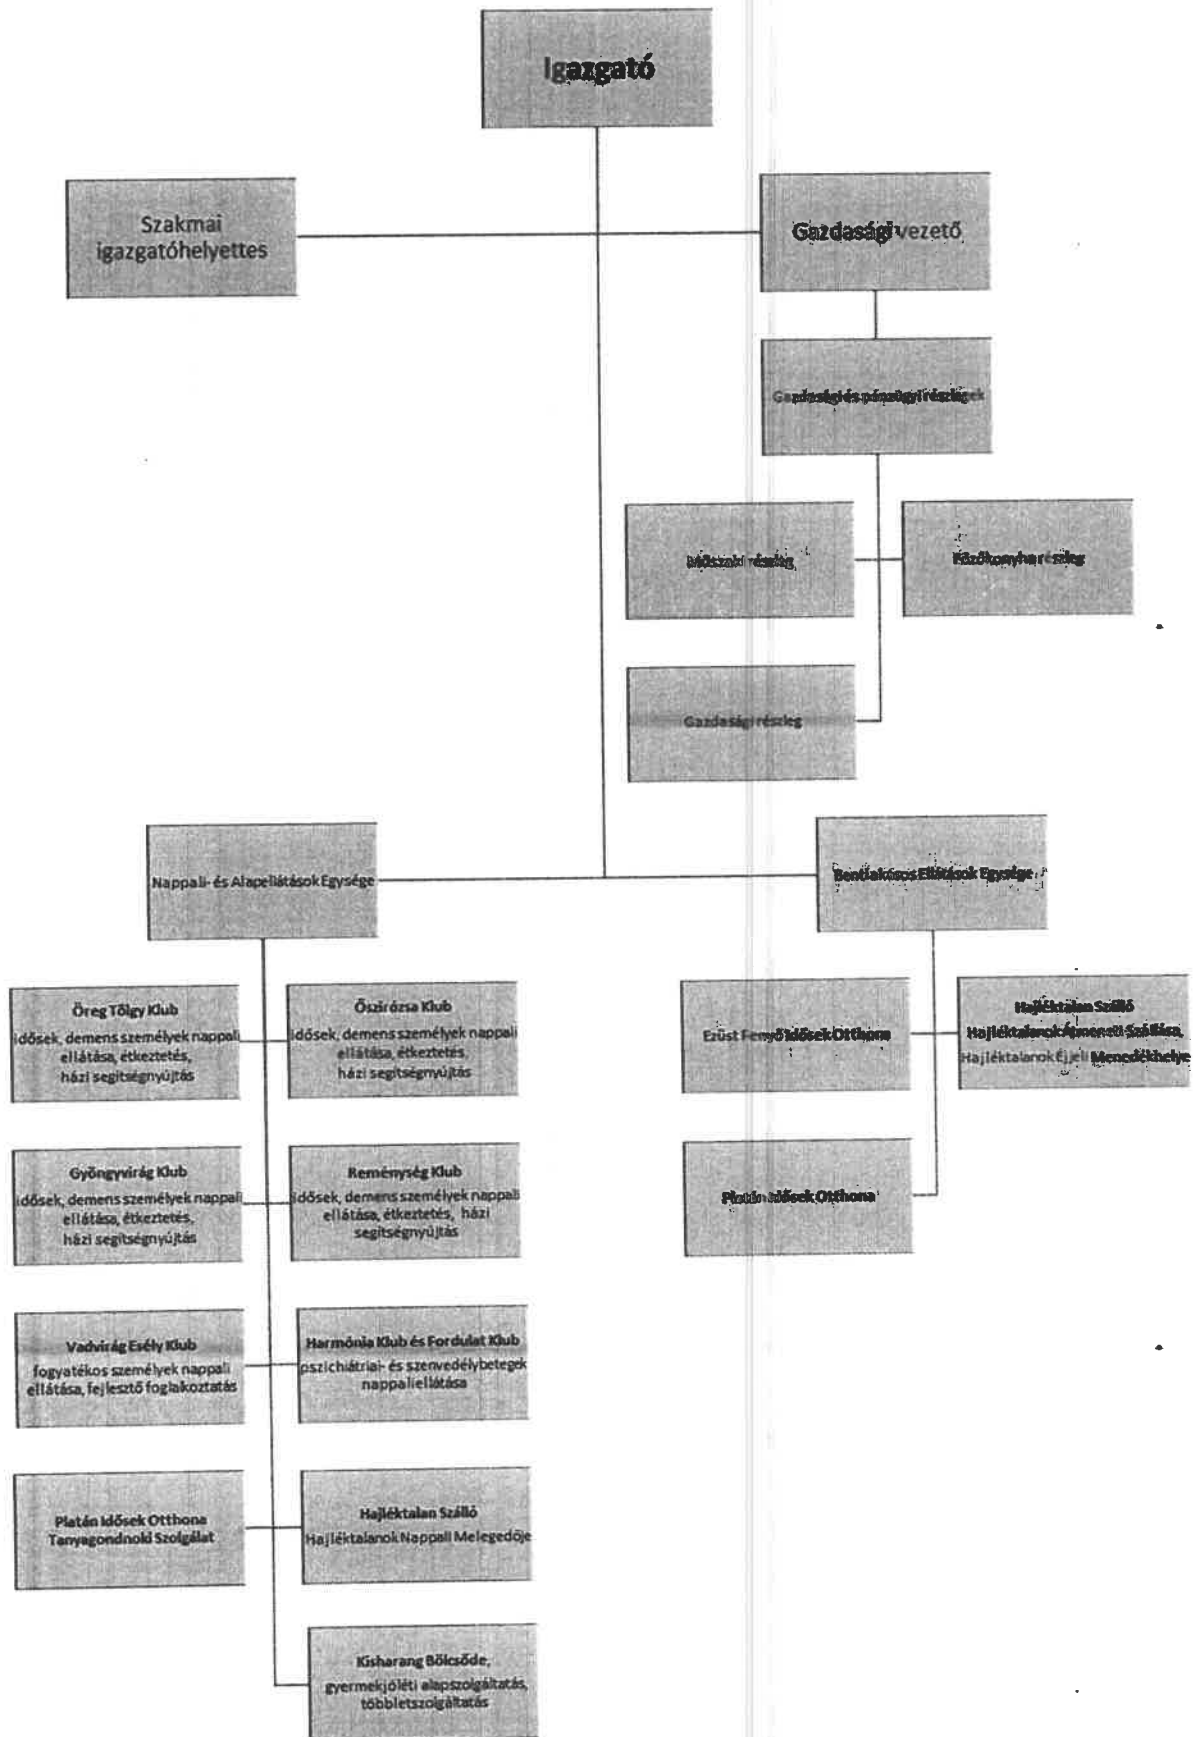 Igazgató
Szakmai
igazgatóhelyettes
Gazdasági vezető
Gazdasági és pénzügyi részlegek
Műszaki részleg
Főzőkonyha részleg
Gazdasági részleg
Nappali- és Alapellátások Egysége
Bentlakásos Ellátások Egysége
Öreg Tölgy Klub
idősek, demens személyek nappali
ellátása, étkeztetés,
házi segítségnyújtás
Őszirózsa Klub
idősek, demens személyek nappali
ellátása, étkeztetés,
házi segítségnyújtás
Ezüst Fenyő Idősek Otthona
Hajléktalan Szálló
Hajléktalanok Átmeneti Szállása,
Hajléktalanok Éjjeli Menedékhelye
Gyöngyvirág Klub
idősek, demens személyek nappali
ellátása, étkeztetés,
házi segítségnyújtás
Reménység Klub
idősek, demens személyek nappali
ellátása, étkeztetés, házi
segítségnyújtás
Platán Idősek Otthona
Vadvirág Esély Klub
fogyatékos személyek nappali
ellátása, fejlesztő foglakoztatás
Harmónia Klub és Fordulat Klub
pszichiátriai- és szenvedélybetegek
nappali ellátása
Platán Idősek Otthona
Tanyagondnoki Szolgálat
Hajléktalan Szálló
Hajléktalanok Nappali Melegedője
Kisharang Bölcsőde,
gyermekjóléti alapszolgáltatás,
többletszolgáltatás